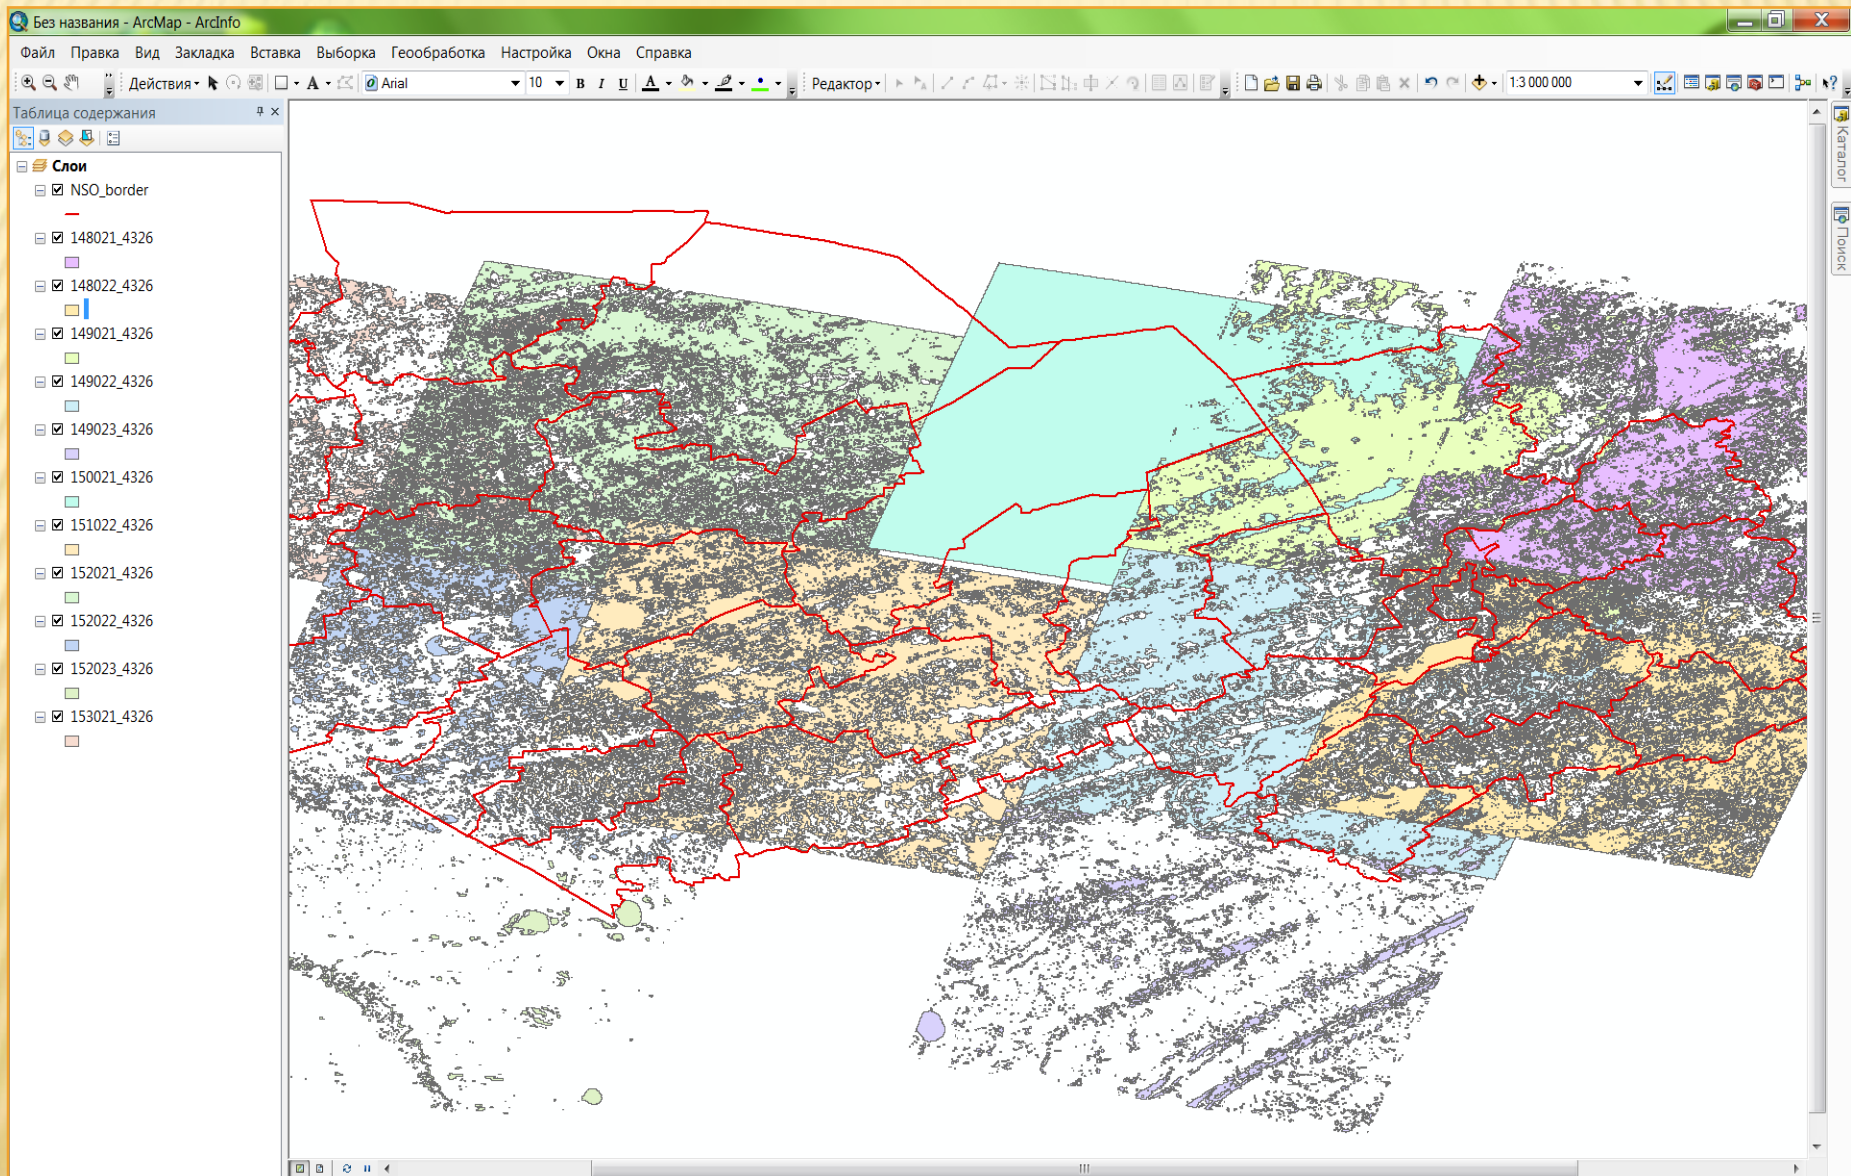 Без названия - ArcMap - ArcInfo
Файл Правка Вид Закладка Вставка Выборка Геообработка Настройка Окна Справка
Действия Arial 10 B I U A Редактор 1:3 000 000
Таблица содержания
Слои
NSO_border
148021_4326
148022_4326
149021_4326
149022_4326
149023_4326
150021_4326
151022_4326
152021_4326
152022_4326
152023_4326
153021_4326
Каталог
Поиск